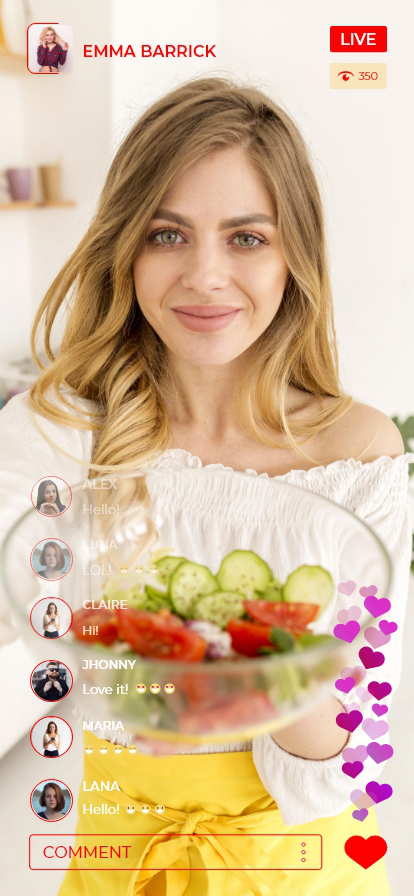 EMMA BARRICK
LIVE
350
ALEX
Hello!
LUNA
LOL!
CLAIRE
Hi!
JHONNY
Love it!
MARIA
LANA
Hello!
COMMENT